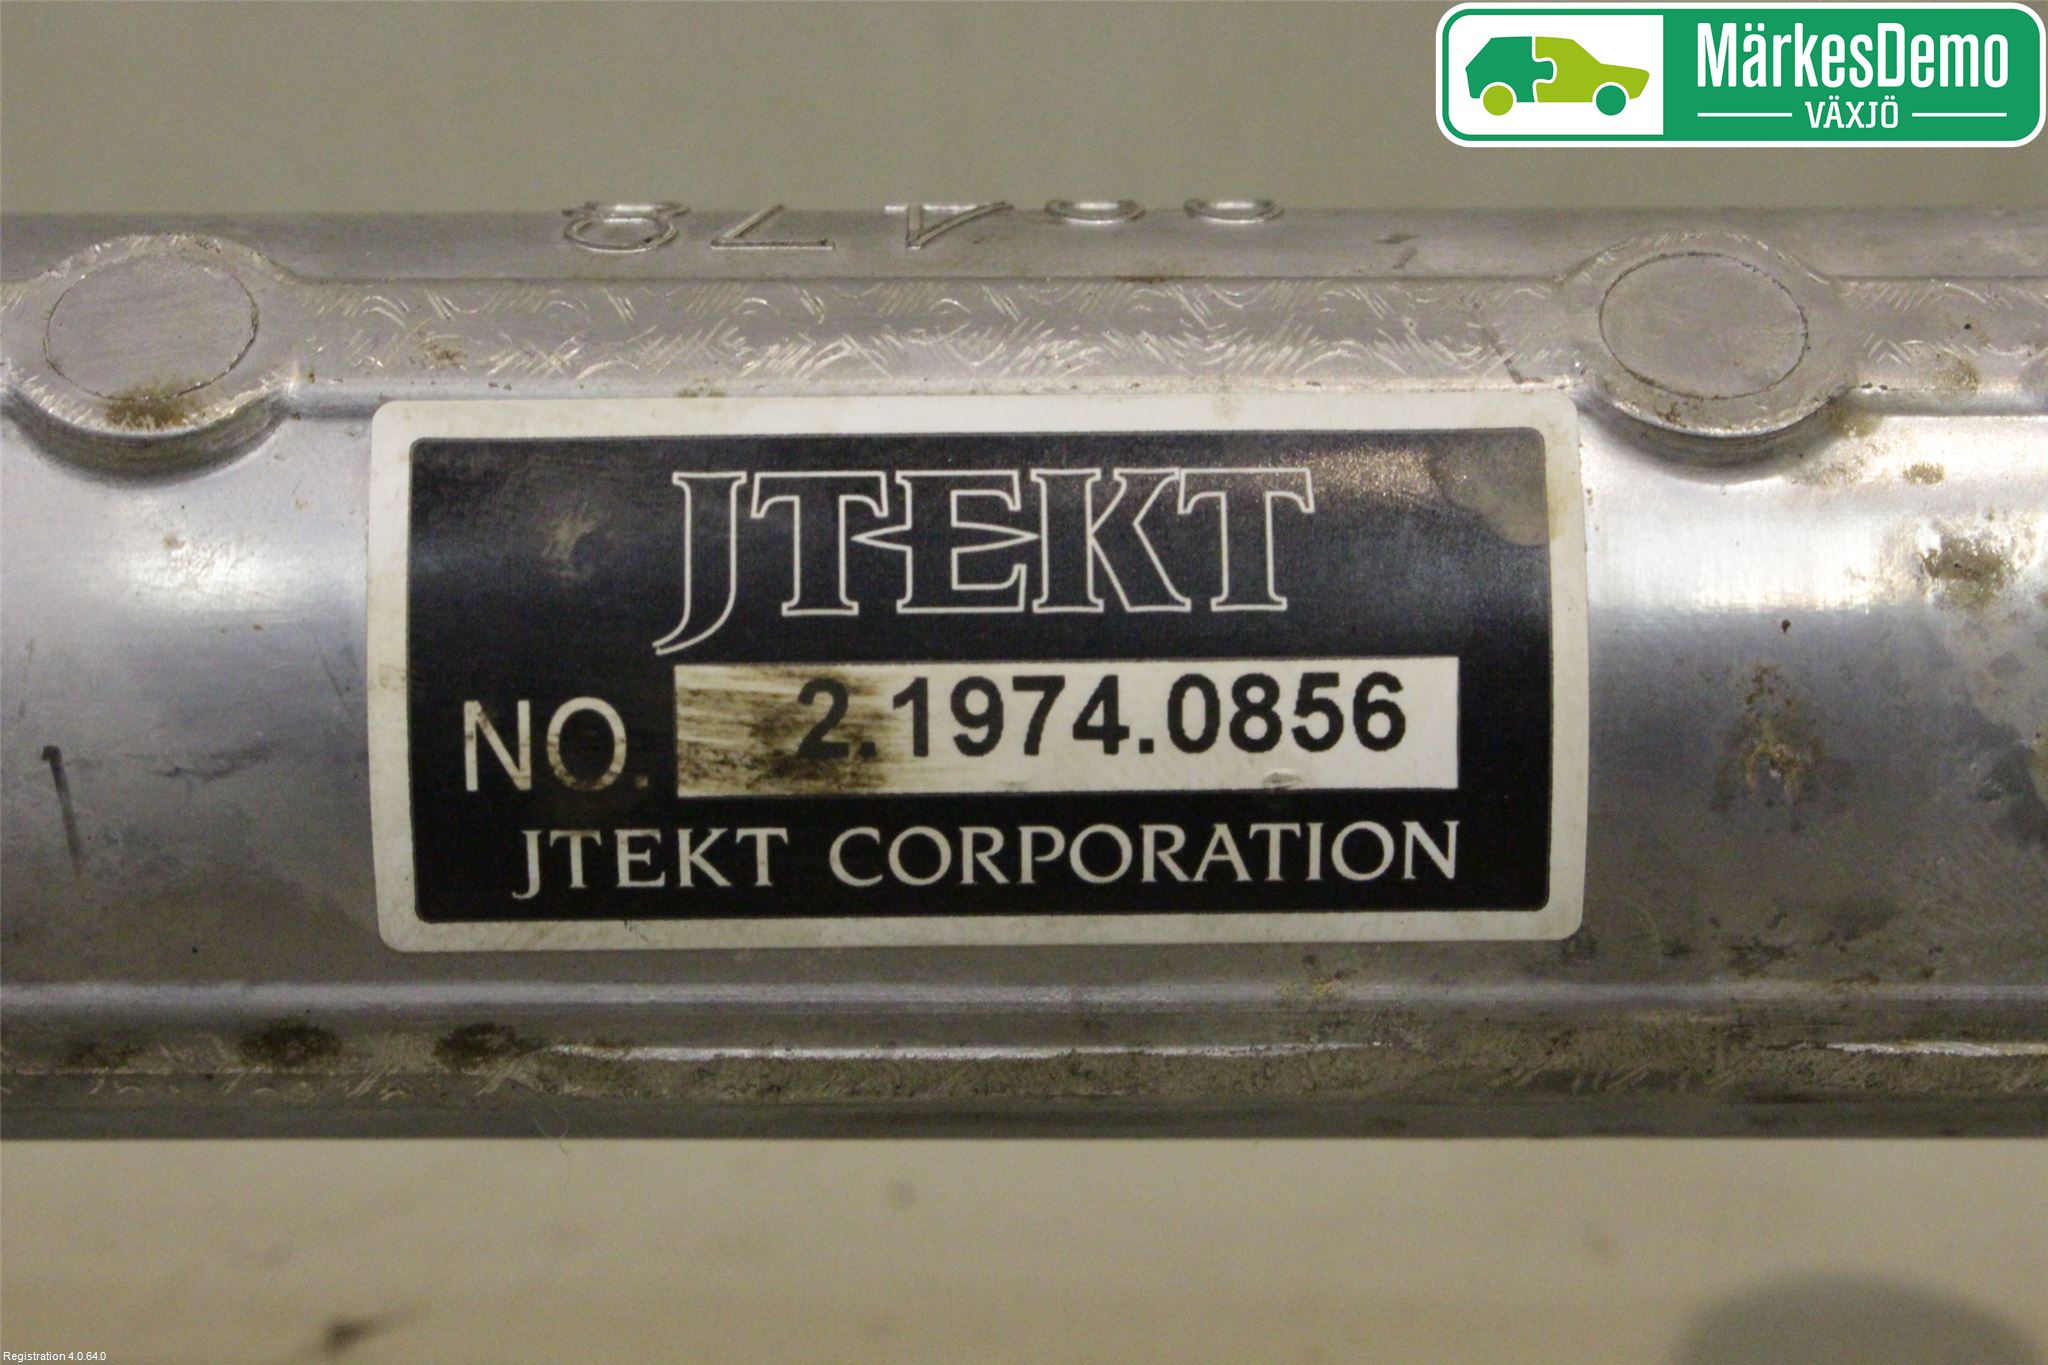 MärkesDemo
VÄXJÖ
JTEKT
NO. 2.1974.0856
JTEKT CORPORATION
Registration 4.0.64.0